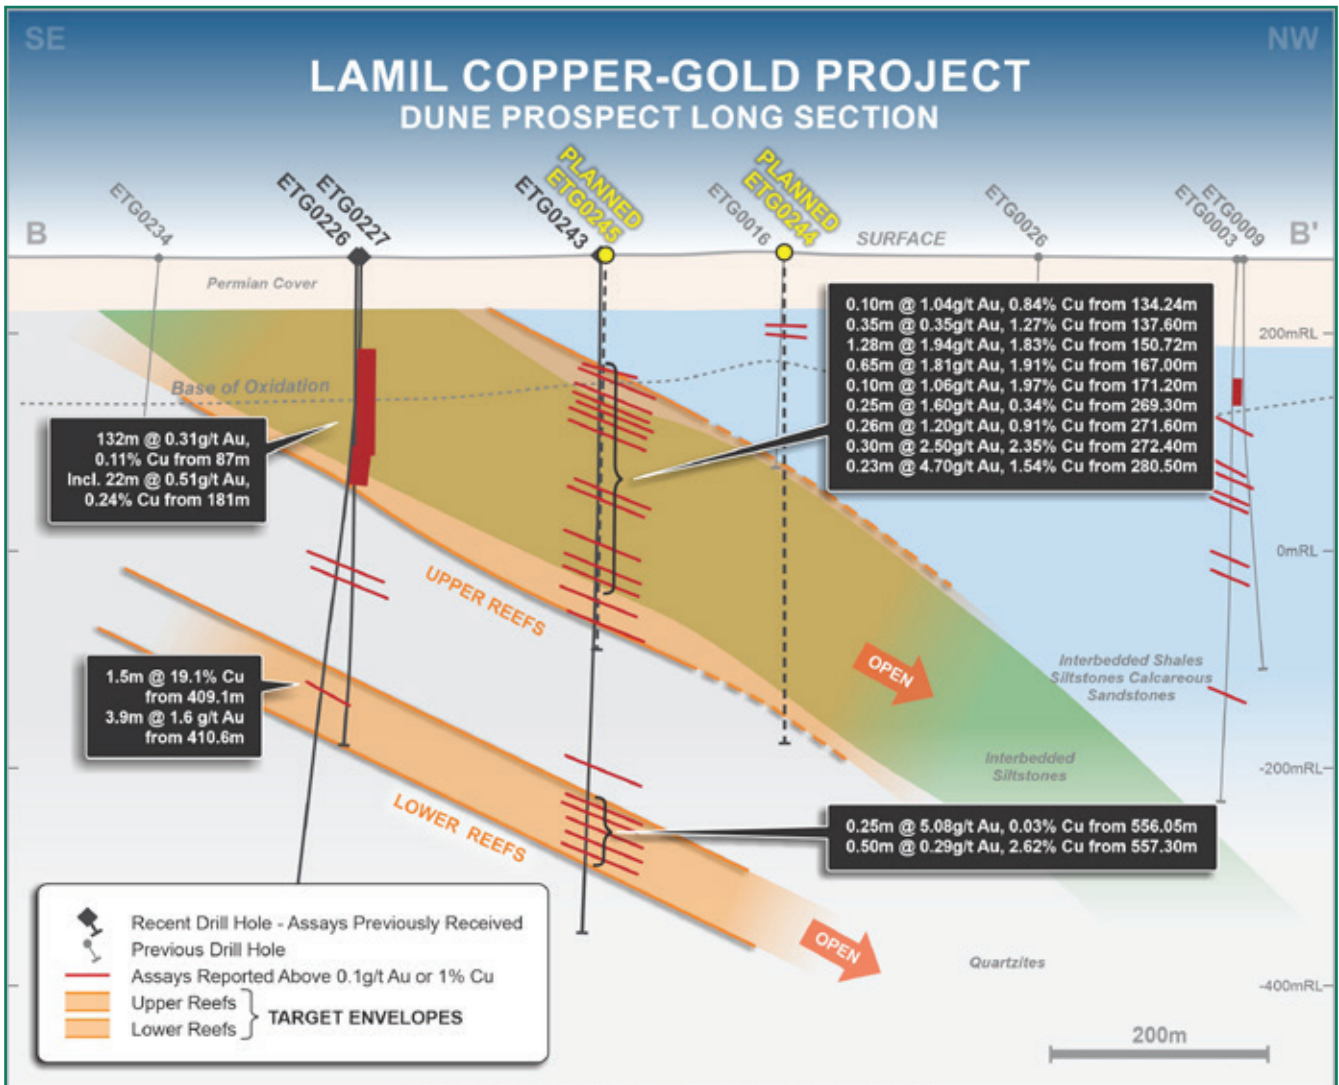 SE
NW
LAMIL COPPER-GOLD PROJECT
DUNE PROSPECT LONG SECTION
ETG0234
ETG0226
ETG0227
ETG0243
PLANNED
ETG0245
ETG0016
PLANNED
ETG0244
ETG0026
ETG0003
ETG0009
B
SURFACE
B'
Permian Cover
0.10m @ 1.04g/t Au, 0.84% Cu from 134.24m
0.35m @ 0.35g/t Au, 1.27% Cu from 137.60m
1.28m @ 1.94g/t Au, 1.83% Cu from 150.72m
0.65m @ 1.81g/t Au, 1.91% Cu from 167.00m
0.10m @ 1.06g/t Au, 1.97% Cu from 171.20m
0.25m @ 1.60g/t Au, 0.34% Cu from 269.30m
0.26m @ 1.20g/t Au, 0.91% Cu from 271.60m
0.30m @ 2.50g/t Au, 2.35% Cu from 272.40m
0.23m @ 4.70g/t Au, 1.54% Cu from 280.50m
200mRL
Base of Oxidation
132m @ 0.31g/t Au,
0.11% Cu from 87m
Incl. 22m @ 0.51g/t Au,
0.24% Cu from 181m
0mRL
UPPER REEFS
1.5m @ 19.1% Cu
from 409.1m
3.9m @ 1.6 g/t Au
from 410.6m
OPEN
Interbedded Shales
Siltstones Calcareous
Sandstones
Interbedded
Siltstones
-200mRL
LOWER REEFS
0.25m @ 5.08g/t Au, 0.03% Cu from 556.05m
0.50m @ 0.29g/t Au, 2.62% Cu from 557.30m
OPEN
Quartzites
-400mRL
Recent Drill Hole - Assays Previously Received
Previous Drill Hole
Assays Reported Above 0.1g/t Au or 1% Cu
Upper Reefs
Lower Reefs
TARGET ENVELOPES
200m